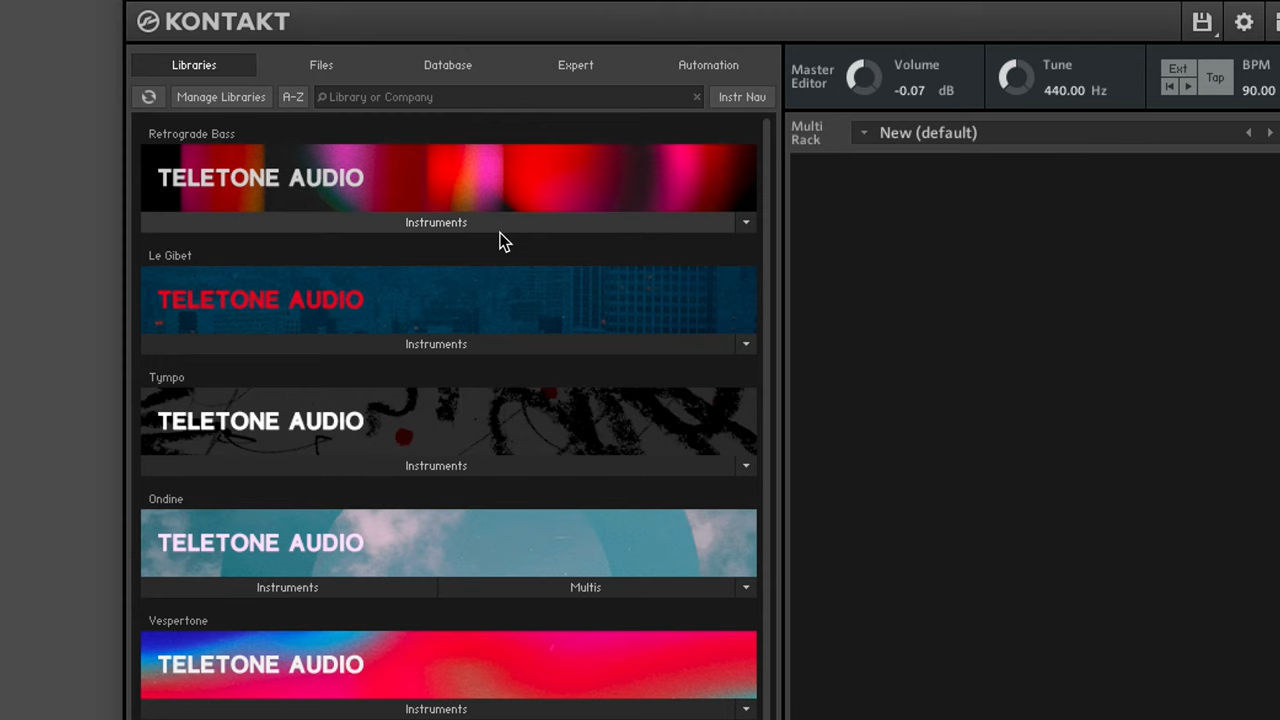 KONTAKT
Libraries Files Database Expert Automation
Manage Libraries A-Z Library or Company × Instr Nav
Master Editor
Volume
-0.07 dB
Tune
440.00 Hz
Ext
Tap
BPM
90.00
Multi Rack
New (default)
Retrograde Bass
TELETONE AUDIO
Instruments
Le Gibet
TELETONE AUDIO
Instruments
Tympo
TELETONE AUDIO
Instruments
Ondine
TELETONE AUDIO
Instruments Multis
Vespertone
TELETONE AUDIO
Instruments